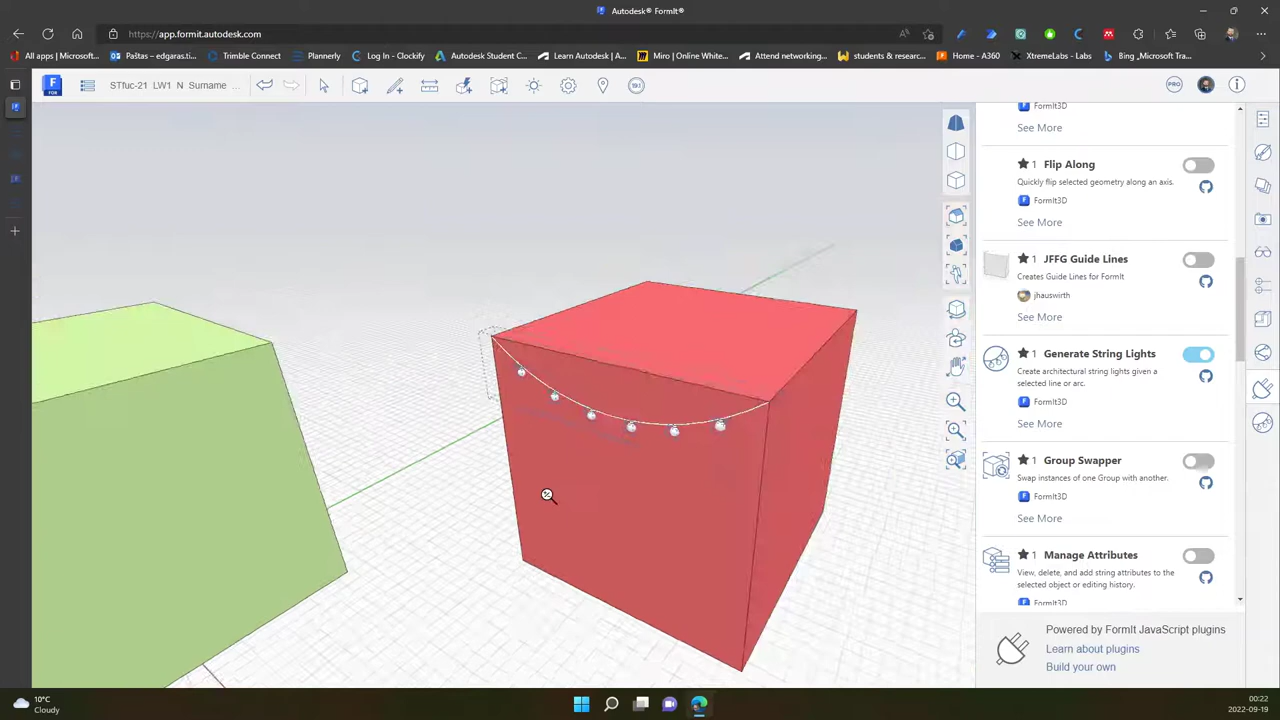 Autodesk® FormIt®
https://app.formit.autodesk.com
All apps | Microsoft...
Paštas – edgaras.ti...
Trimble Connect
Plannerly
Log In - Clockify
Autodesk Student C...
Learn Autodesk | A...
Miro | Online White...
Attend networking,...
students & researc...
Home - A360
XtremeLabs - Labs
Bing „Microsoft Tra...
STfuc-21 LW1 N Surname ...
19.1
PRO
FormIt3D
See More
1 Flip Along
Quickly flip selected geometry along an axis.
FormIt3D
See More
1 JFFG Guide Lines
Creates Guide Lines for FormIt
jhauswirth
See More
1 Generate String Lights
Create architectural string lights given a
selected line or arc.
FormIt3D
See More
1 Group Swapper
Swap instances of one Group with another.
FormIt3D
See More
1 Manage Attributes
View, delete, and add string attributes to the
selected object or editing history.
FormIt3D
Powered by FormIt JavaScript plugins
Learn about plugins
Build your own
10°C
Cloudy
00:22
2022-09-19